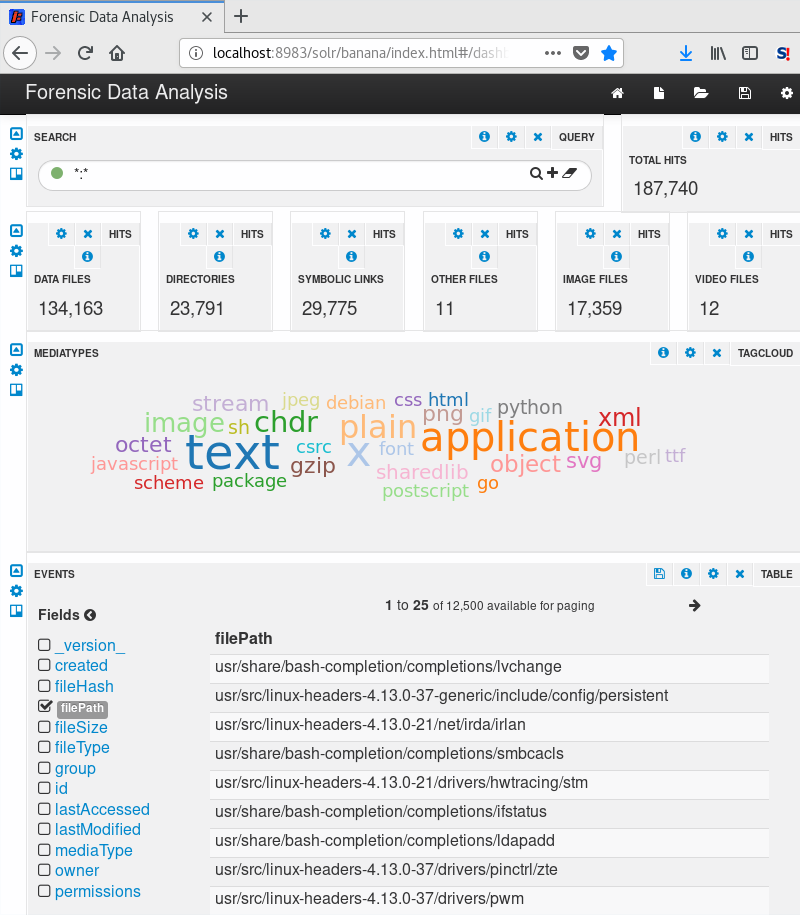 Forensic Data Analysis
localhost:8983/solr/banana/index.html#/dash
S!
Forensic Data Analysis
SEARCH QUERY
*:*
HITS
TOTAL HITS
187,740
HITS HITS HITS HITS HITS HITS
DATA FILES DIRECTORIES SYMBOLIC LINKS OTHER FILES IMAGE FILES VIDEO FILES
134,163 23,791 29,775 11 17,359 12
MEDIATYPES TAGCLOUD
stream jpeg debian css html
image sh chdr plain png gif python xml
octet text csrc x font application
javascript gzip sharedlib object svg perl ttf
scheme package postscript go
EVENTS TABLE
Fields
1 to 25 of 12,500 available for paging
_version_
created
fileHash
filePath
fileSize
fileType
group
id
lastAccessed
lastModified
mediaType
owner
permissions
filePath
usr/share/bash-completion/completions/lvchange
usr/src/linux-headers-4.13.0-37-generic/include/config/persistent
usr/src/linux-headers-4.13.0-21/net/irda/irlan
usr/share/bash-completion/completions/smbcacls
usr/src/linux-headers-4.13.0-21/drivers/hwtracing/stm
usr/share/bash-completion/completions/ifstatus
usr/share/bash-completion/completions/ldapadd
usr/src/linux-headers-4.13.0-37/drivers/pinctrl/zte
usr/src/linux-headers-4.13.0-37/drivers/pwm